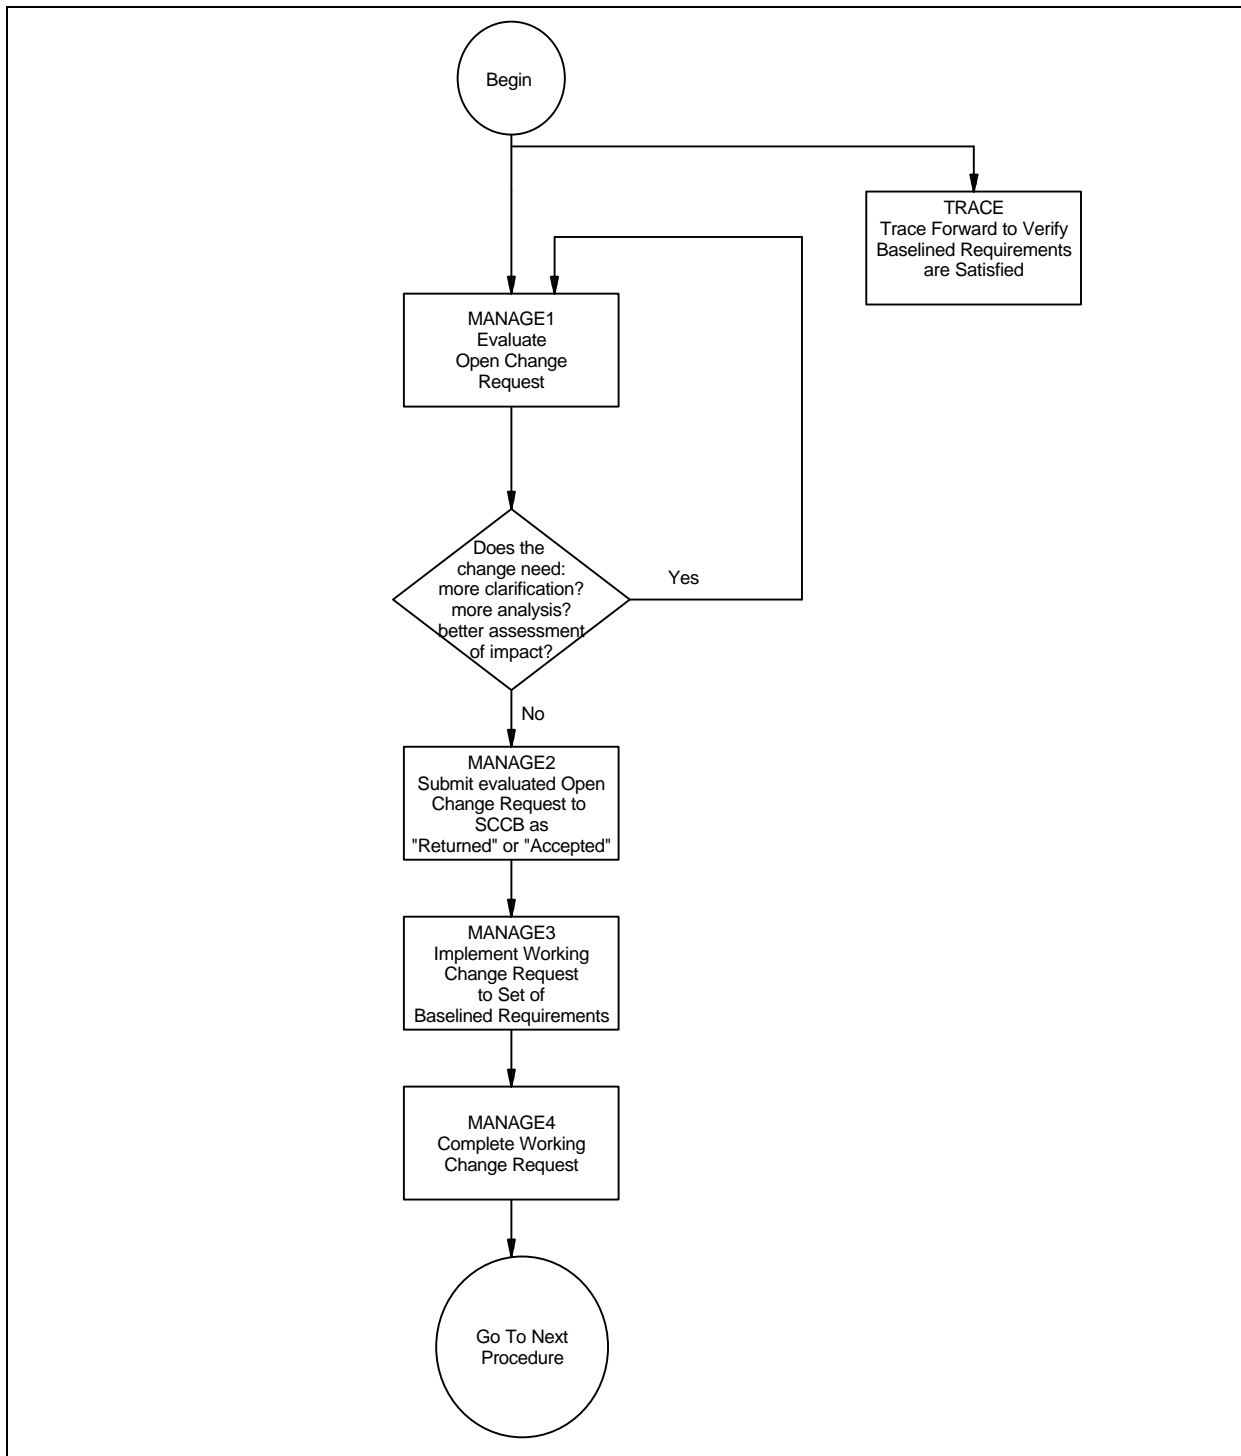 Begin
TRACE
Trace Forward to Verify
Baselined Requirements
are Satisfied
MANAGE1
Evaluate
Open Change
Request
Does the
change need:
more clarification?
more analysis?
better assessment
of impact?
Yes
No
MANAGE2
Submit evaluated Open
Change Request to
SCCB as
"Returned" or "Accepted"
MANAGE3
Implement Working
Change Request
to Set of
Baselined Requirements
MANAGE4
Complete Working
Change Request
Go To Next
Procedure